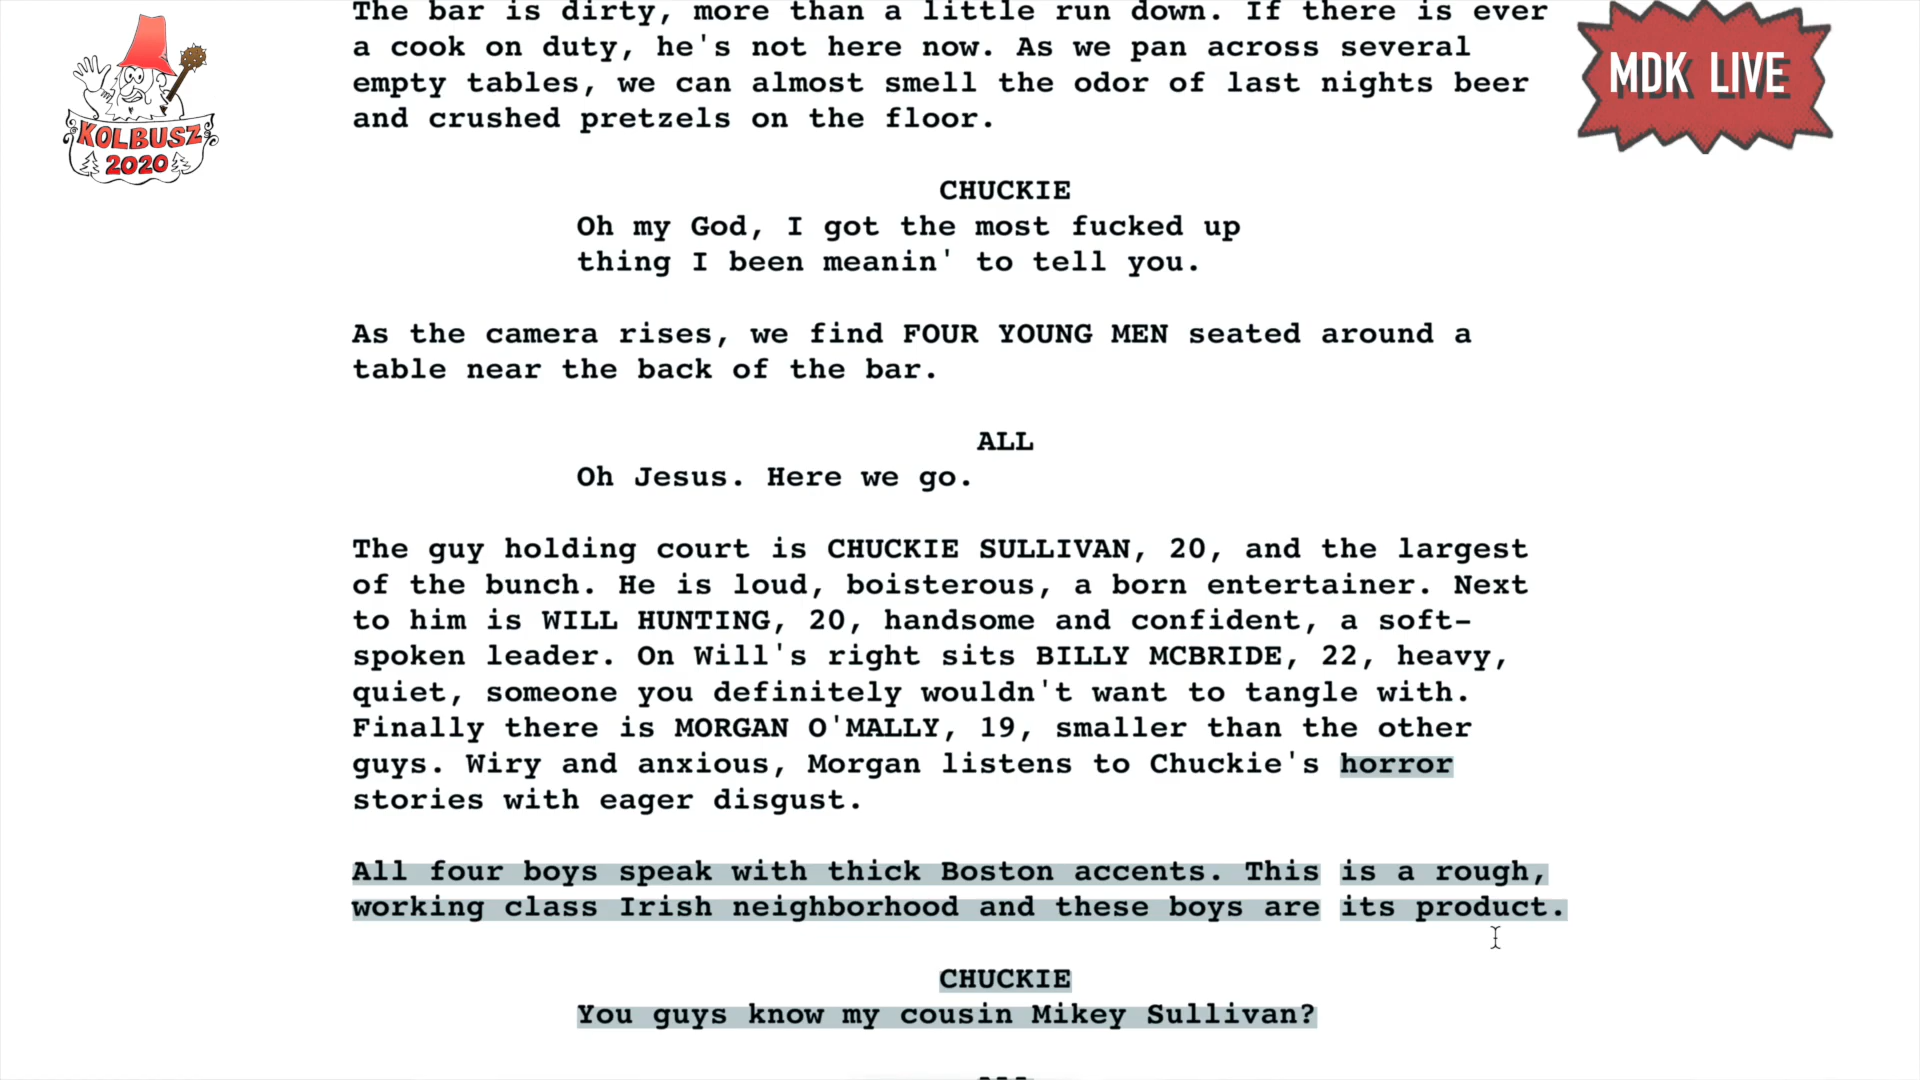 The bar is dirty, more than a little run down. If there is ever
a cook on duty, he's not here now. As we pan across several
empty tables, we can almost smell the odor of last nights beer
and crushed pretzels on the floor.
KOLBUSZ
2020
MDK LIVE
CHUCKIE
Oh my God, I got the most fucked up
thing I been meanin' to tell you.
As the camera rises, we find FOUR YOUNG MEN seated around a
table near the back of the bar.
ALL
Oh Jesus. Here we go.
The guy holding court is CHUCKIE SULLIVAN, 20, and the largest
of the bunch. He is loud, boisterous, a born entertainer. Next
to him is WILL HUNTING, 20, handsome and confident, a soft-
spoken leader. On Will's right sits BILLY MCBRIDE, 22, heavy,
quiet, someone you definitely wouldn't want to tangle with.
Finally there is MORGAN O'MALLY, 19, smaller than the other
guys. Wiry and anxious, Morgan listens to Chuckie's horror
stories with eager disgust.
All four boys speak with thick Boston accents. This is a rough,
working class Irish neighborhood and these boys are its product.
CHUCKIE
You guys know my cousin Mikey Sullivan?